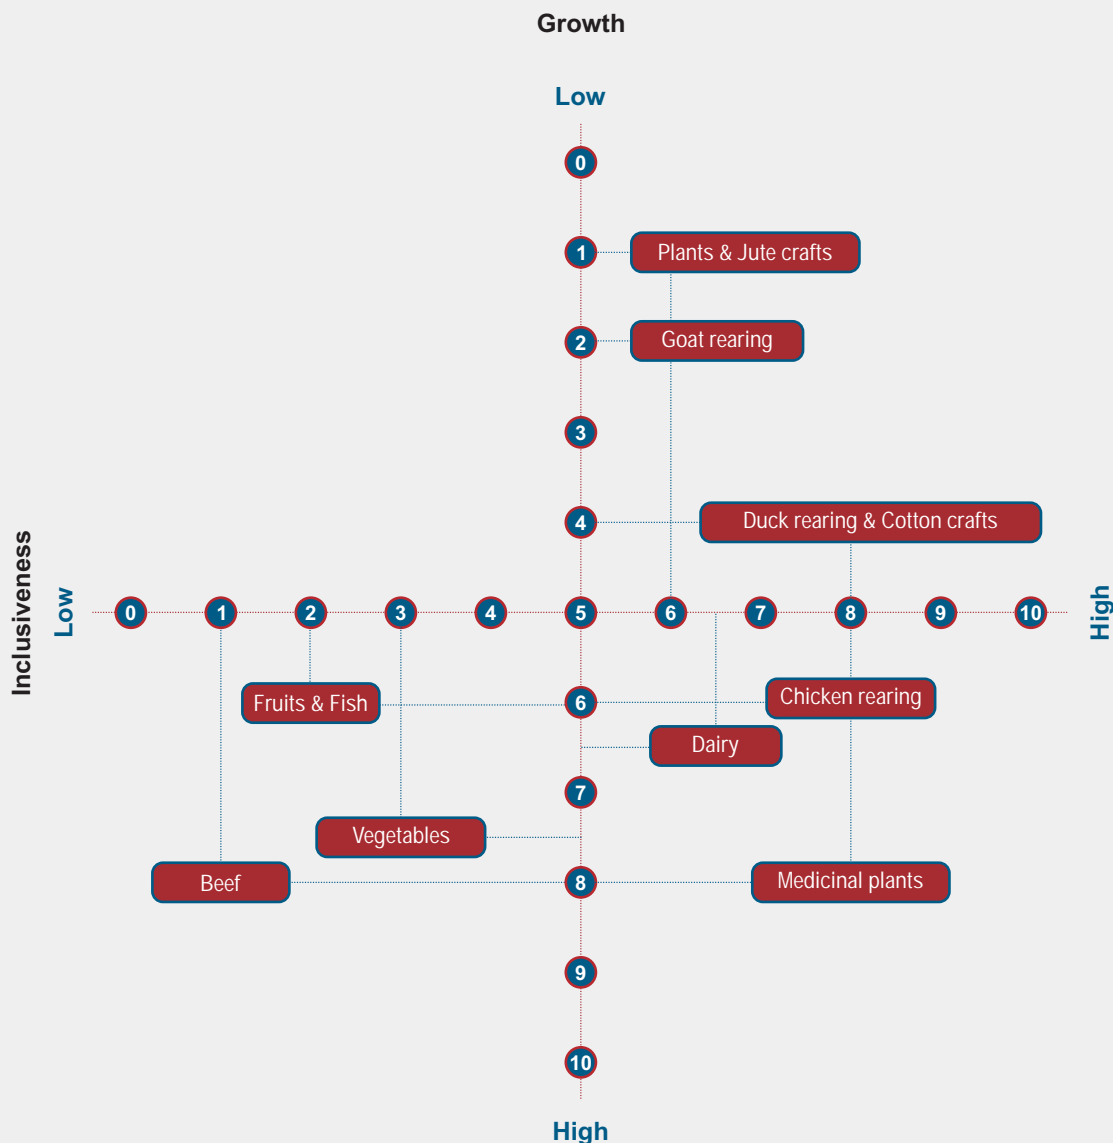 Growth
Low
0
1
Plants & Jute crafts
2
Goat rearing
3
4
Duck rearing & Cotton crafts
Inclusiveness
Low
0
1
2
3
4
5
6
7
8
9
10
High
Fruits & Fish
6
Chicken rearing
Dairy
7
Vegetables
Beef
8
Medicinal plants
9
10
High